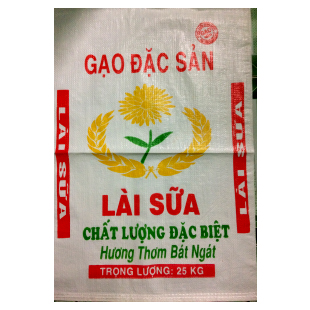 GẠO ĐẶC SẢN
LÀI SỮA
LÀI SỮA
LÀI SỮA
CHẤT LƯỢNG ĐẶC BIỆT
Hương Thơm Bát Ngát
TRỌNG LƯỢNG: 25 KG